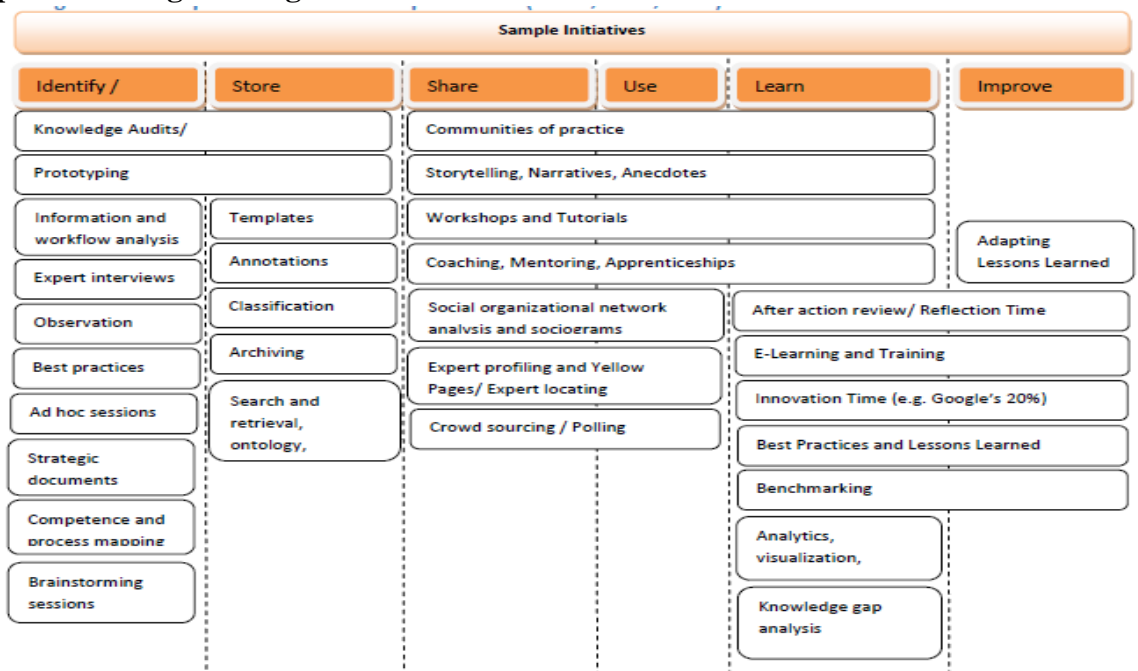 Sample Initiatives
Identify /
Store
Share
Use
Learn
Improve
Knowledge Audits/
Communities of practice
Prototyping
Storytelling, Narratives, Anecdotes
Information and
workflow analysis
Templates
Workshops and Tutorials
Adapting
Lessons Learned
Expert interviews
Annotations
Coaching, Mentoring, Apprenticeships
Observation
Classification
Social organizational network
analysis and sociograms
After action review/ Reflection Time
Best practices
Archiving
Expert profiling and Yellow
Pages/ Expert locating
E-Learning and Training
Ad hoc sessions
Search and
retrieval,
ontology,
Crowd sourcing / Polling
Innovation Time (e.g. Google's 20%)
Strategic
documents
Best Practices and Lessons Learned
Benchmarking
Competence and
process mapping
Analytics,
visualization,
Brainstorming
sessions
Knowledge gap
analysis